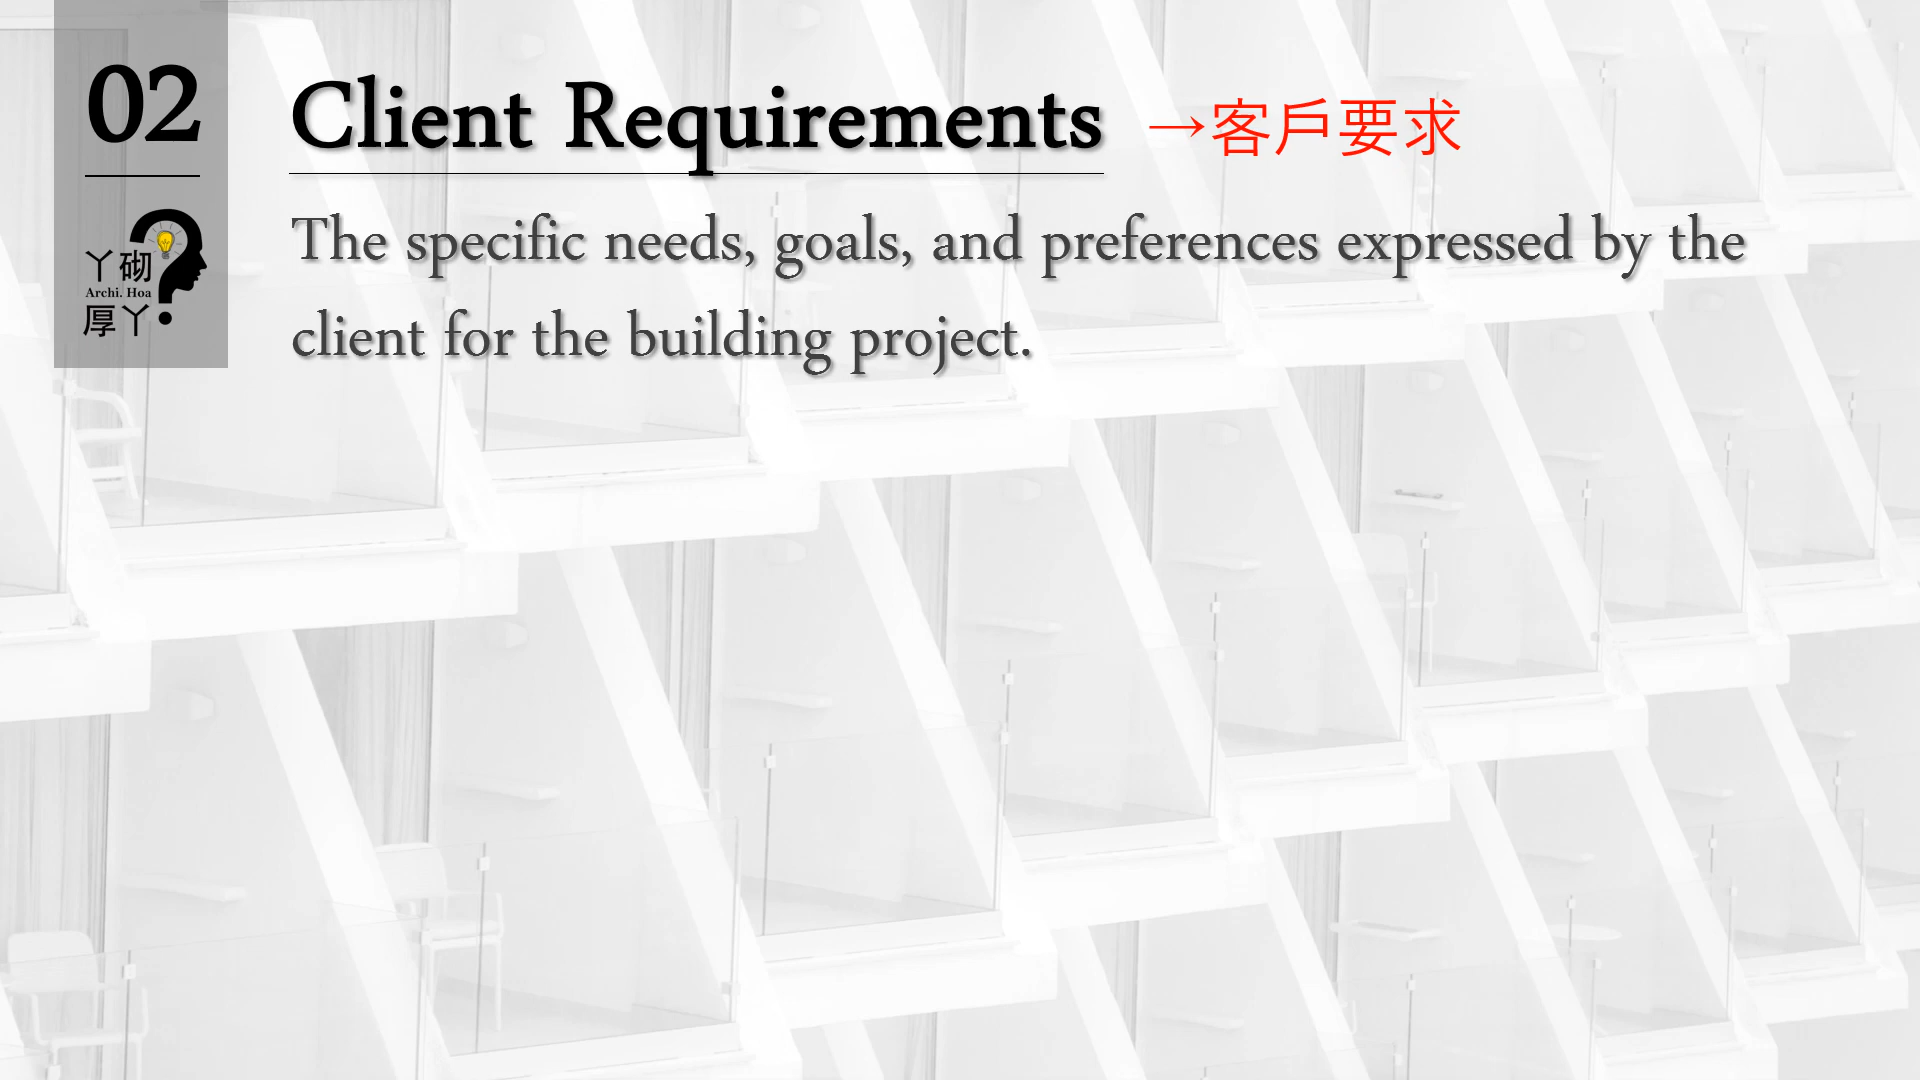 02
Client Requirements →客戶要求
The specific needs, goals, and preferences expressed by the
client for the building project.
丫砌
Archi. Hoa
厚丫